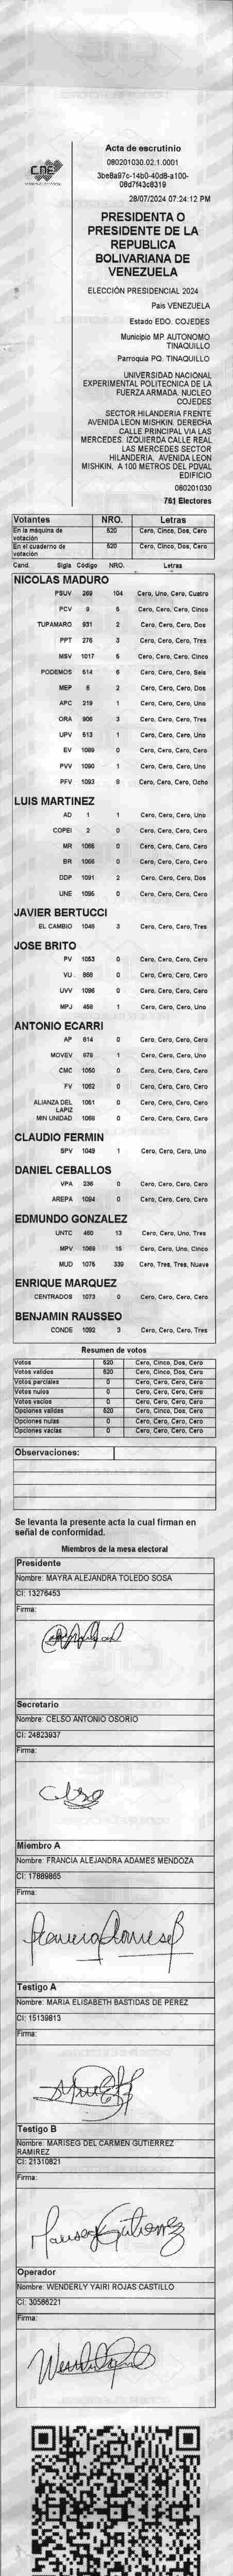 CNE
Acta de escrutinio
080201030.02.1.0001
3be8a97c-14b0-40d8-a100-
08d7f43c8319
28/07/2024 07:24:12 PM
PRESIDENTA O
PRESIDENTE DE LA
REPUBLICA
BOLIVARIANA DE
VENEZUELA
ELECCIÓN PRESIDENCIAL 2024
Pais VENEZUELA
Estado EDO. COJEDES
Municipio MP. AUTONOMO
TINAQUILLO
Parroquia PQ. TINAQUILLO
UNIVERSIDAD NACIONAL
EXPERIMENTAL POLITECNICA DE LA
FUERZA ARMADA. NUCLEO
COJEDES
SECTOR HILANDERIA FRENTE
AVENIDA LEON MISHKIN. DERECHA
CALLE PRINCIPAL VIA LAS
MERCEDES. IZQUIERDA CALLE REAL
LAS MERCEDES SECTOR
HILANDERIA, AVENIDA LEON
MISHKIN, A 100 METROS DEL PDVAL
EDIFICIO
080201030
761 Electores
Votantes NRO. Letras
En la máquina de votación 520 Cero, Cinco, Dos, Cero
En el cuaderno de votación 520 Cero, Cinco, Dos, Cero
Cand. Sigla Código NRO. Letras
NICOLAS MADURO
PSUV 269 104 Cero, Uno, Cero, Cuatro
PCV 9 5 Cero, Cero, Cero, Cinco
TUPAMARO 931 2 Cero, Cero, Cero, Dos
PPT 276 3 Cero, Cero, Cero, Tres
MSV 1017 5 Cero, Cero, Cero, Cinco
PODEMOS 514 6 Cero, Cero, Cero, Seis
MEP 5 2 Cero, Cero, Cero, Dos
APC 219 1 Cero, Cero, Cero, Uno
ORA 906 3 Cero, Cero, Cero, Tres
UPV 513 1 Cero, Cero, Cero, Uno
EV 1089 0 Cero, Cero, Cero, Cero
PVV 1090 1 Cero, Cero, Cero, Uno
PFV 1093 8 Cero, Cero, Cero, Ocho
LUIS MARTINEZ
AD 1 1 Cero, Cero, Cero, Uno
COPEI 2 0 Cero, Cero, Cero, Cero
MR 1066 0 Cero, Cero, Cero, Cero
BR 0 Cero, Cero, Cero, Cero
DDP 1091 2 Cero, Cero, Cero, Dos
UNE 1095 0 Cero, Cero, Cero, Cero
JAVIER BERTUCCI
EL CAMBIO 1048 3 Cero, Cero, Cero, Tres
JOSE BRITO
PV 1053 0 Cero, Cero, Cero, Cero
VU 868 0 Cero, Cero, Cero, Cero
UVV 1096 0 Cero, Cero, Cero, Cero
MPJ 458 1 Cero, Cero, Cero, Uno
ANTONIO ECARRI
AP 614 0 Cero, Cero, Cero, Cero
MOVEV 678 1 Cero, Cero, Cero, Uno
CMC 1050 0 Cero, Cero, Cero, Cero
FV 1052 0 Cero, Cero, Cero, Cero
ALIANZA DEL LAPIZ 1051 0 Cero, Cero, Cero, Cero
MIN UNIDAD 1068 0 Cero, Cero, Cero, Cero
CLAUDIO FERMIN
SPV 1049 1 Cero, Cero, Cero, Uno
DANIEL CEBALLOS
VPA 236 0 Cero, Cero, Cero, Cero
AREPA 1094 0 Cero, Cero, Cero, Cero
EDMUNDO GONZALEZ
UNTC 460 13 Cero, Cero, Uno, Tres
MPV 1069 15 Cero, Cero, Uno, Cinco
MUD 1075 339 Cero, Tres, Tres, Nueve
ENRIQUE MARQUEZ
CENTRADOS 1073 0 Cero, Cero, Cero, Cero
BENJAMIN RAUSSEO
CONDE 1092 3 Cero, Cero, Cero, Tres
Resumen de votos
Votos 520 Cero, Cinco, Dos, Cero
Votos validos 520 Cero, Cinco, Dos, Cero
Votos parciales 0 Cero, Cero, Cero, Cero
Votos nulos 0 Cero, Cero, Cero, Cero
Votos vacios 0 Cero, Cero, Cero, Cero
Opciones validas 520 Cero, Cinco, Dos, Cero
Opciones nulas 0 Cero, Cero, Cero, Cero
Opciones vacias 0 Cero, Cero, Cero, Cero
Observaciones:
Se levanta la presente acta la cual firman en
señal de conformidad.
Miembros de la mesa electoral
Presidente
Nombre: MAYRA ALEJANDRA TOLEDO SOSA
CI: 13276453
Firma:
Secretario
Nombre: CELSO ANTONIO OSORIO
CI: 24823937
Firma:
Celso
Miembro A
Nombre: FRANCIA ALEJANDRA ADAMES MENDOZA
CI: 17889865
Firma:
Testigo A
Nombre: MARIA ELISABETH BASTIDAS DE PEREZ
CI: 15139813
Firma:
Testigo B
Nombre: MARISEG DEL CARMEN GUTIERREZ
RAMIREZ
CI: 21310821
Firma:
Mariseg Gutierrez
Operador
Nombre: WENDERLY YAIRI ROJAS CASTILLO
CI: 30586221
Firma: